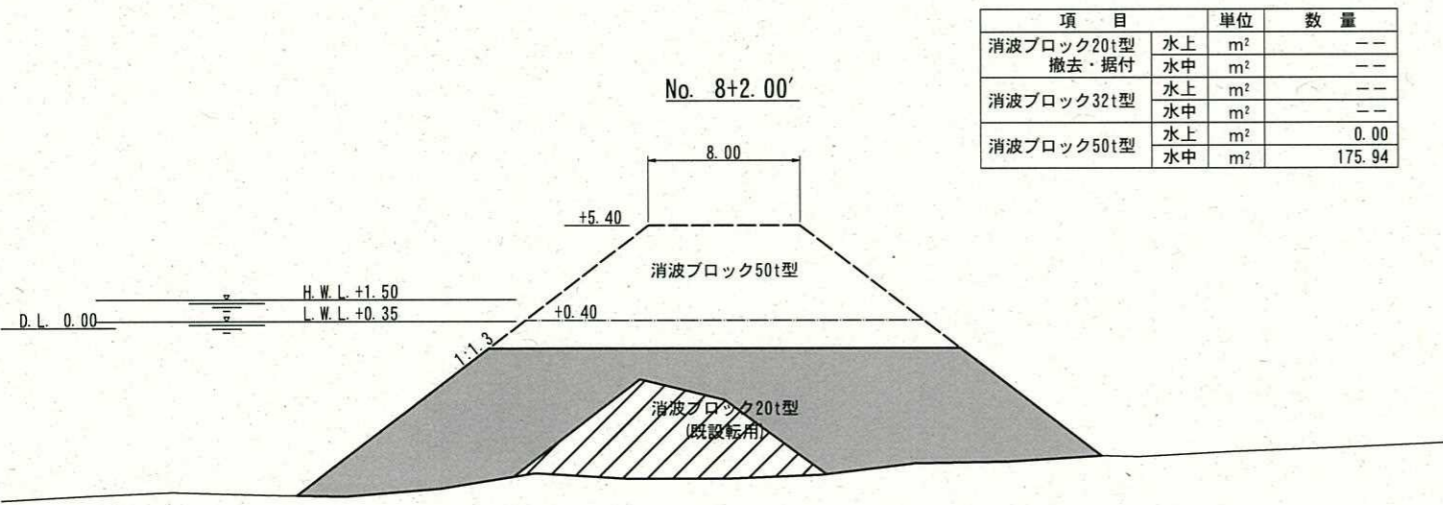 項 目 単位 数 量
消波ブロック20t型 水上 m² --
撤去・据付 水中 m² --
消波ブロック32t型 水上 m² --
水中 m² --
消波ブロック50t型 水上 m² 0.00
水中 m² 175.94
No. 8+2.00′
8.00
+5.40
消波ブロック50t型
H.W.L.+1.50
L.W.L.+0.35
+0.40
D.L. 0.00
1:1.3
消波ブロック20t型
(既設転用)